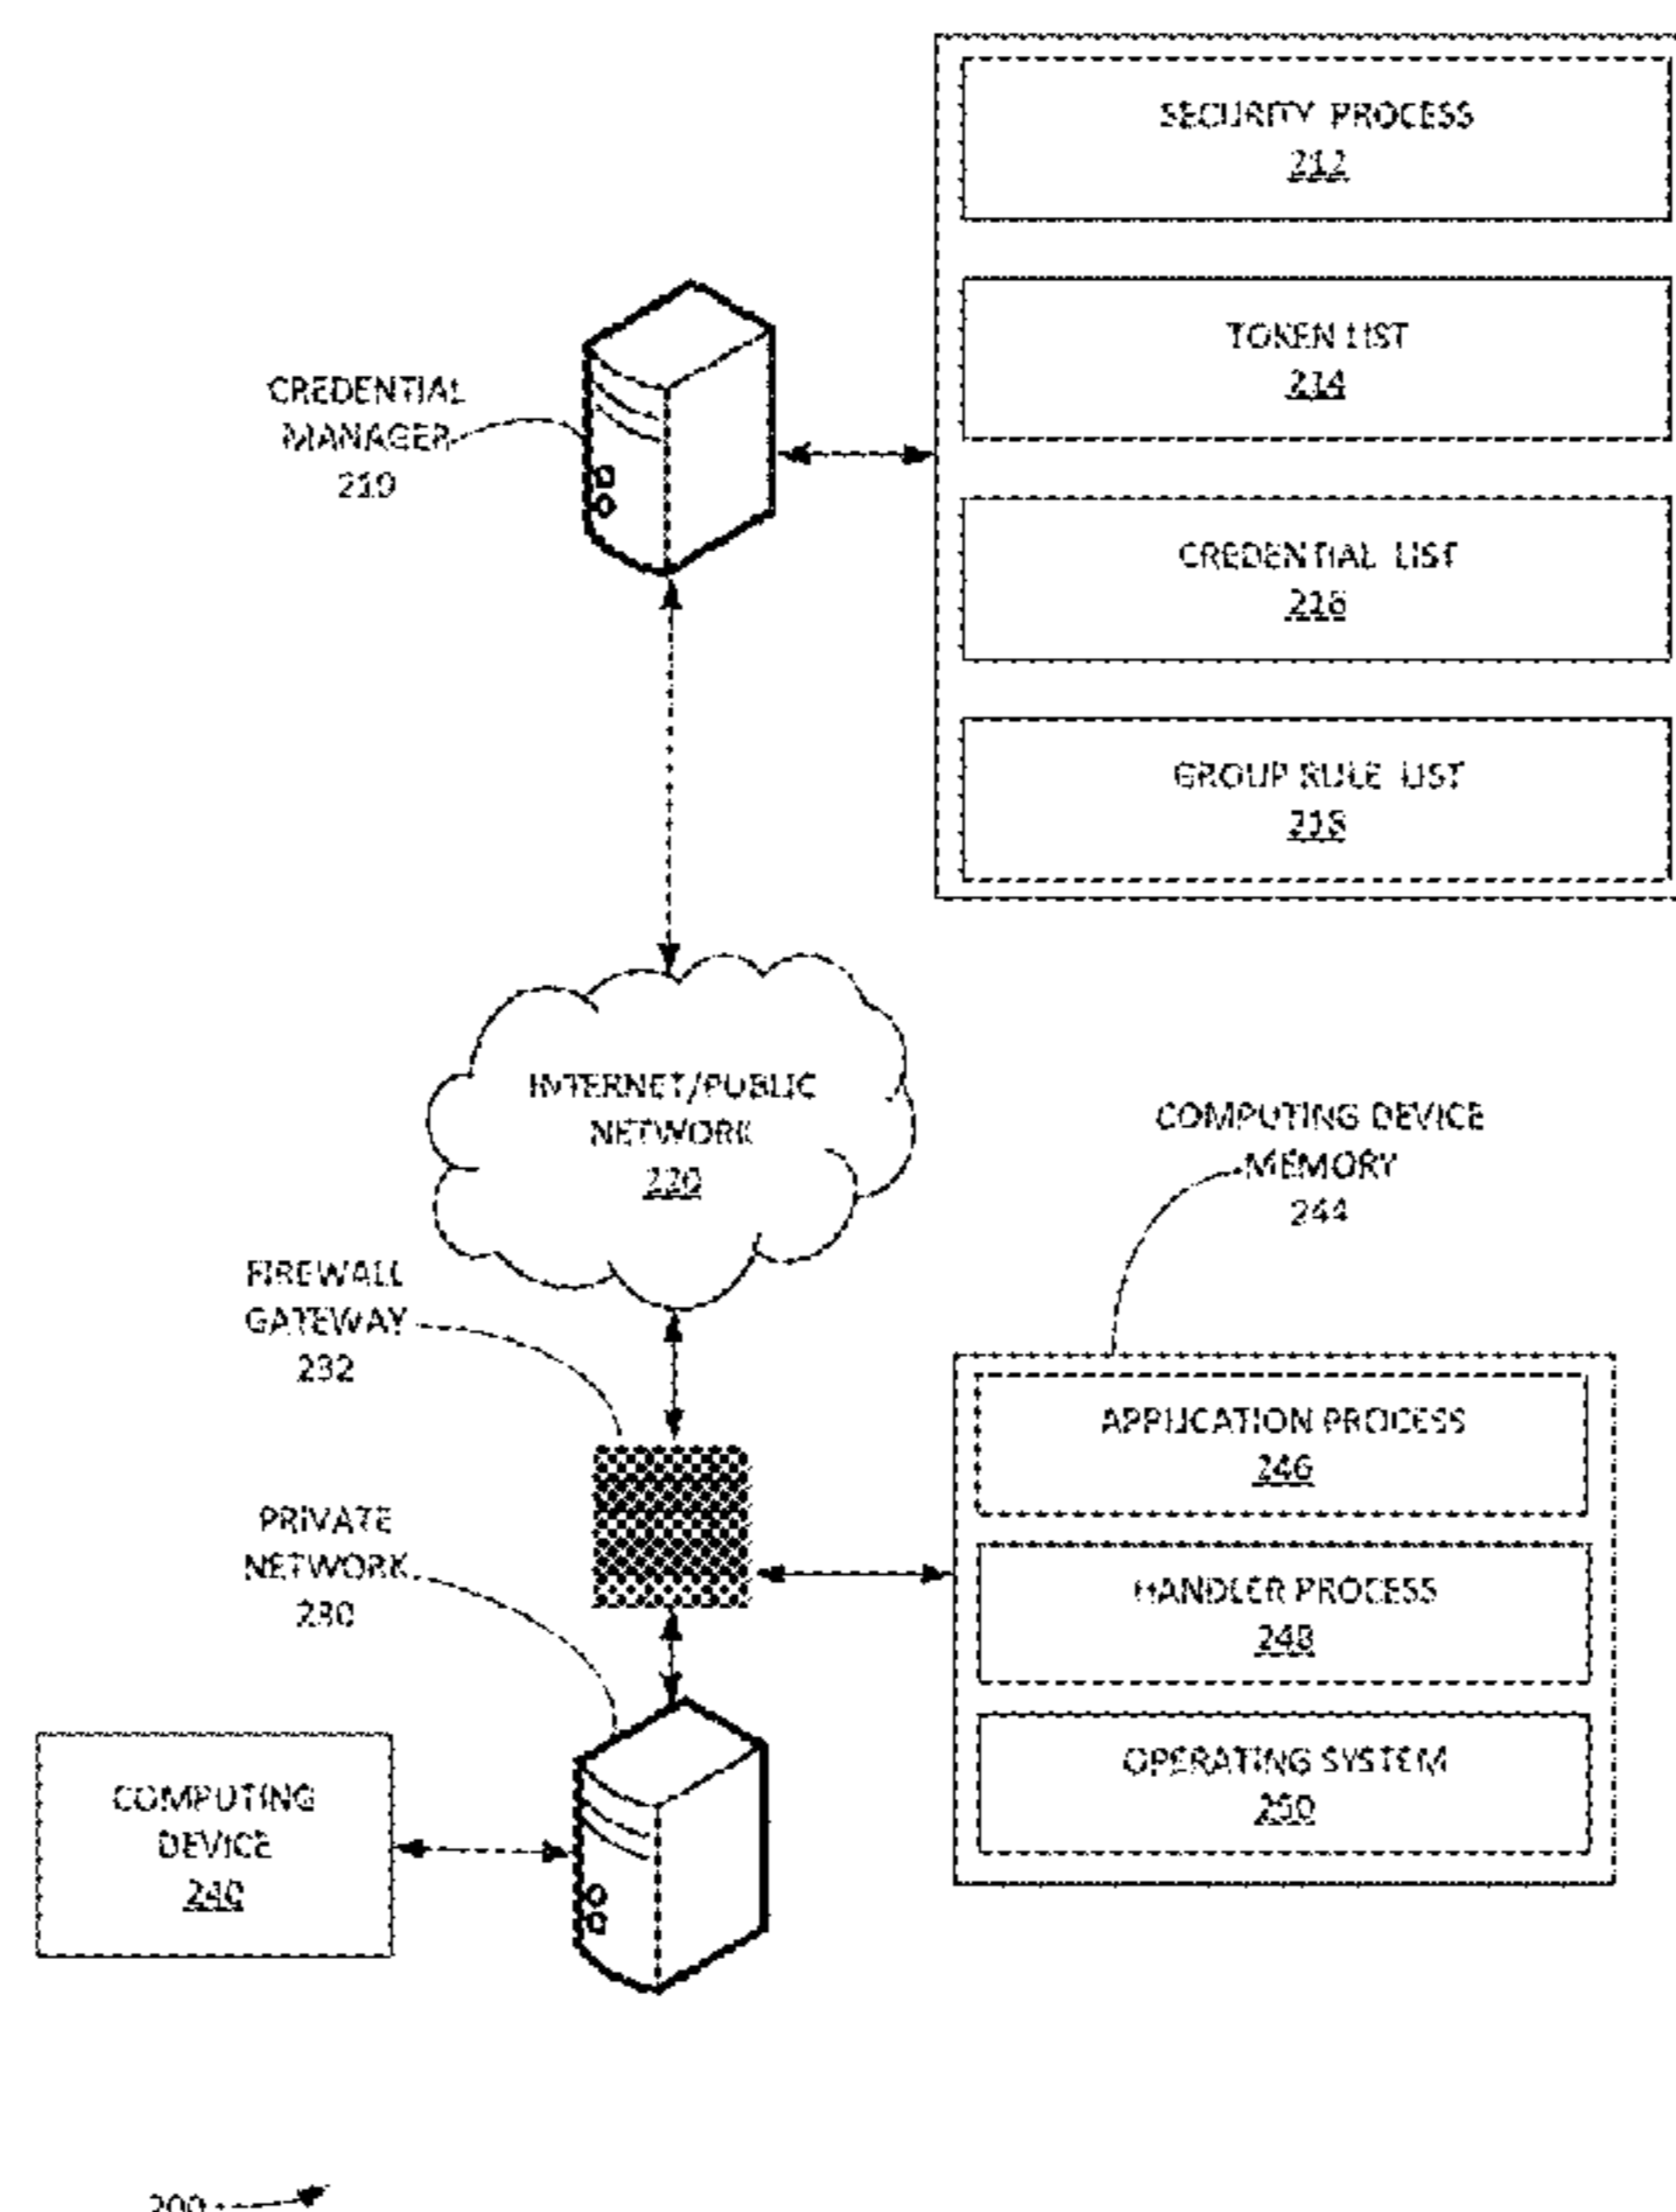 SECURITY PROCESS
212
TOKEN LIST
214
CREDENTIAL
MANAGER
210
CREDENTIAL LIST
216
GROUP RULE LIST
218
INTERNET/PUBLIC
NETWORK
220
COMPUTING DEVICE
MEMORY
244
FIREWALL
GATEWAY
232
APPLICATION PROCESS
246
PRIVATE
NETWORK
230
HANDLER PROCESS
248
OPERATING SYSTEM
250
COMPUTING
DEVICE
240
200